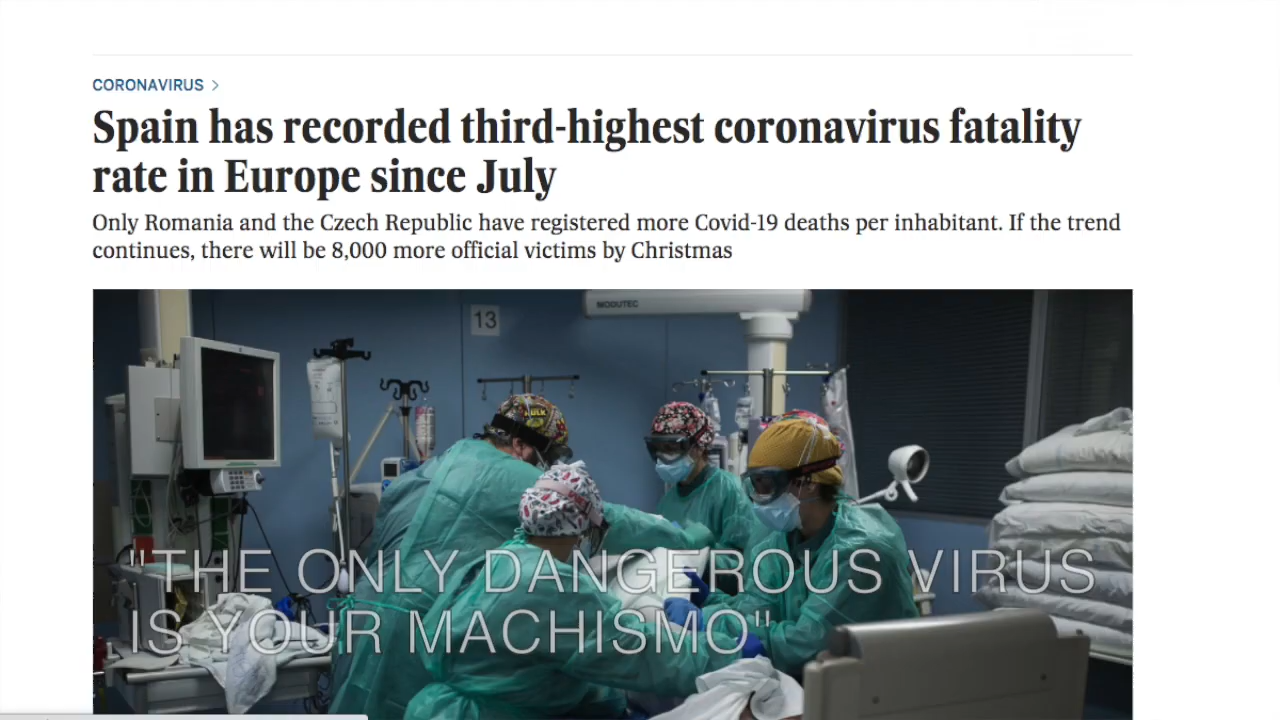 CORONAVIRUS >
Spain has recorded third-highest coronavirus fatality
rate in Europe since July
Only Romania and the Czech Republic have registered more Covid-19 deaths per inhabitant. If the trend
continues, there will be 8,000 more official victims by Christmas
MODUTEC
13
HULK
"THE ONLY DANGEROUS VIRUS
IS YOUR MACHISMO"